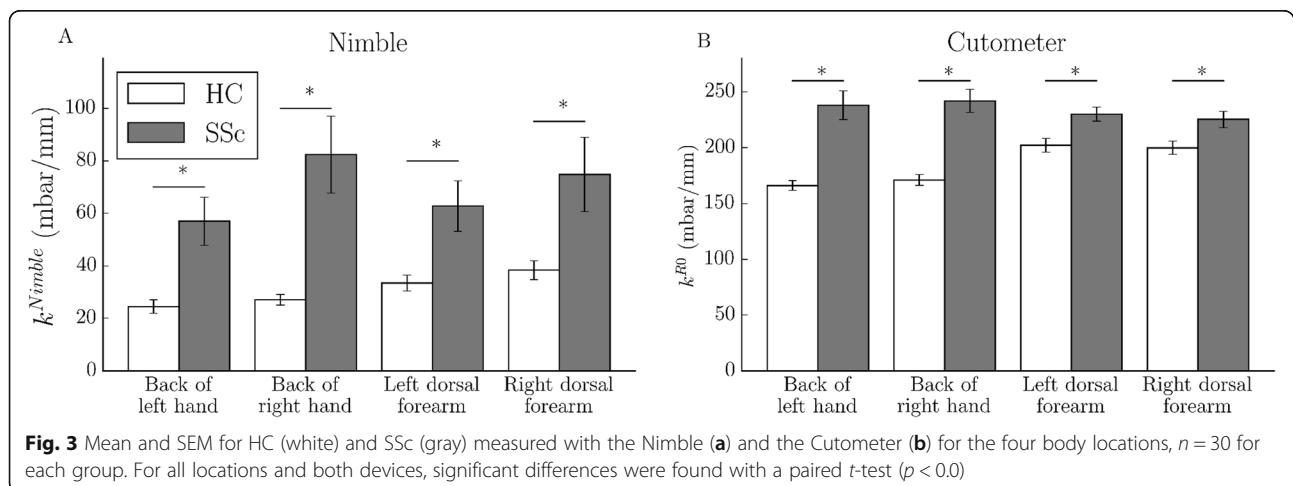 A
Nimble
HC
SSc
*
*
*
*
100
80
60
40
20
0
k^Nimble (mbar/mm)
Back of
left hand
Back of
right hand
Left dorsal
forearm
Right dorsal
forearm
B
Cutometer
*
*
*
*
250
200
150
100
50
0
k^R0 (mbar/mm)
Back of
left hand
Back of
right hand
Left dorsal
forearm
Right dorsal
forearm
Fig. 3 Mean and SEM for HC (white) and SSc (gray) measured with the Nimble (a) and the Cutometer (b) for the four body locations, n = 30 for
each group. For all locations and both devices, significant differences were found with a paired t-test (p < 0.0)